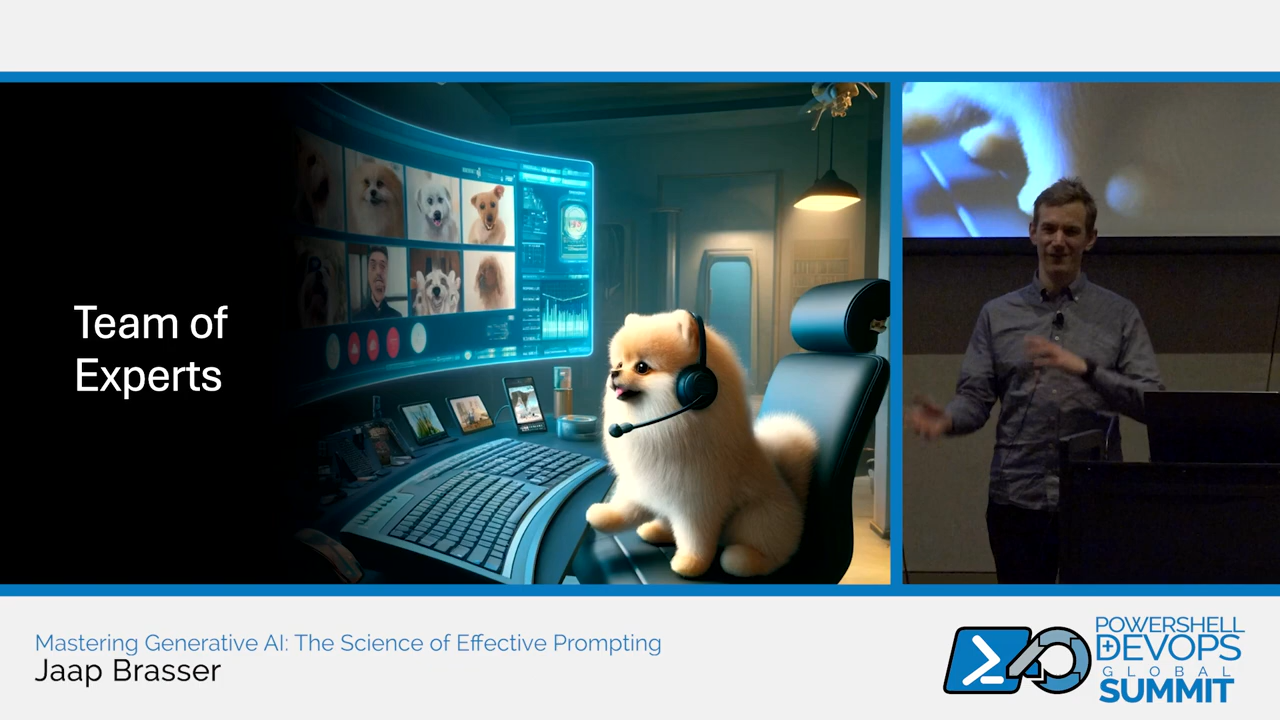 Team of
Experts
Mastering Generative AI: The Science of Effective Prompting
Jaap Brasser
POWERSHELL
DEVOPS
GLOBAL
SUMMIT